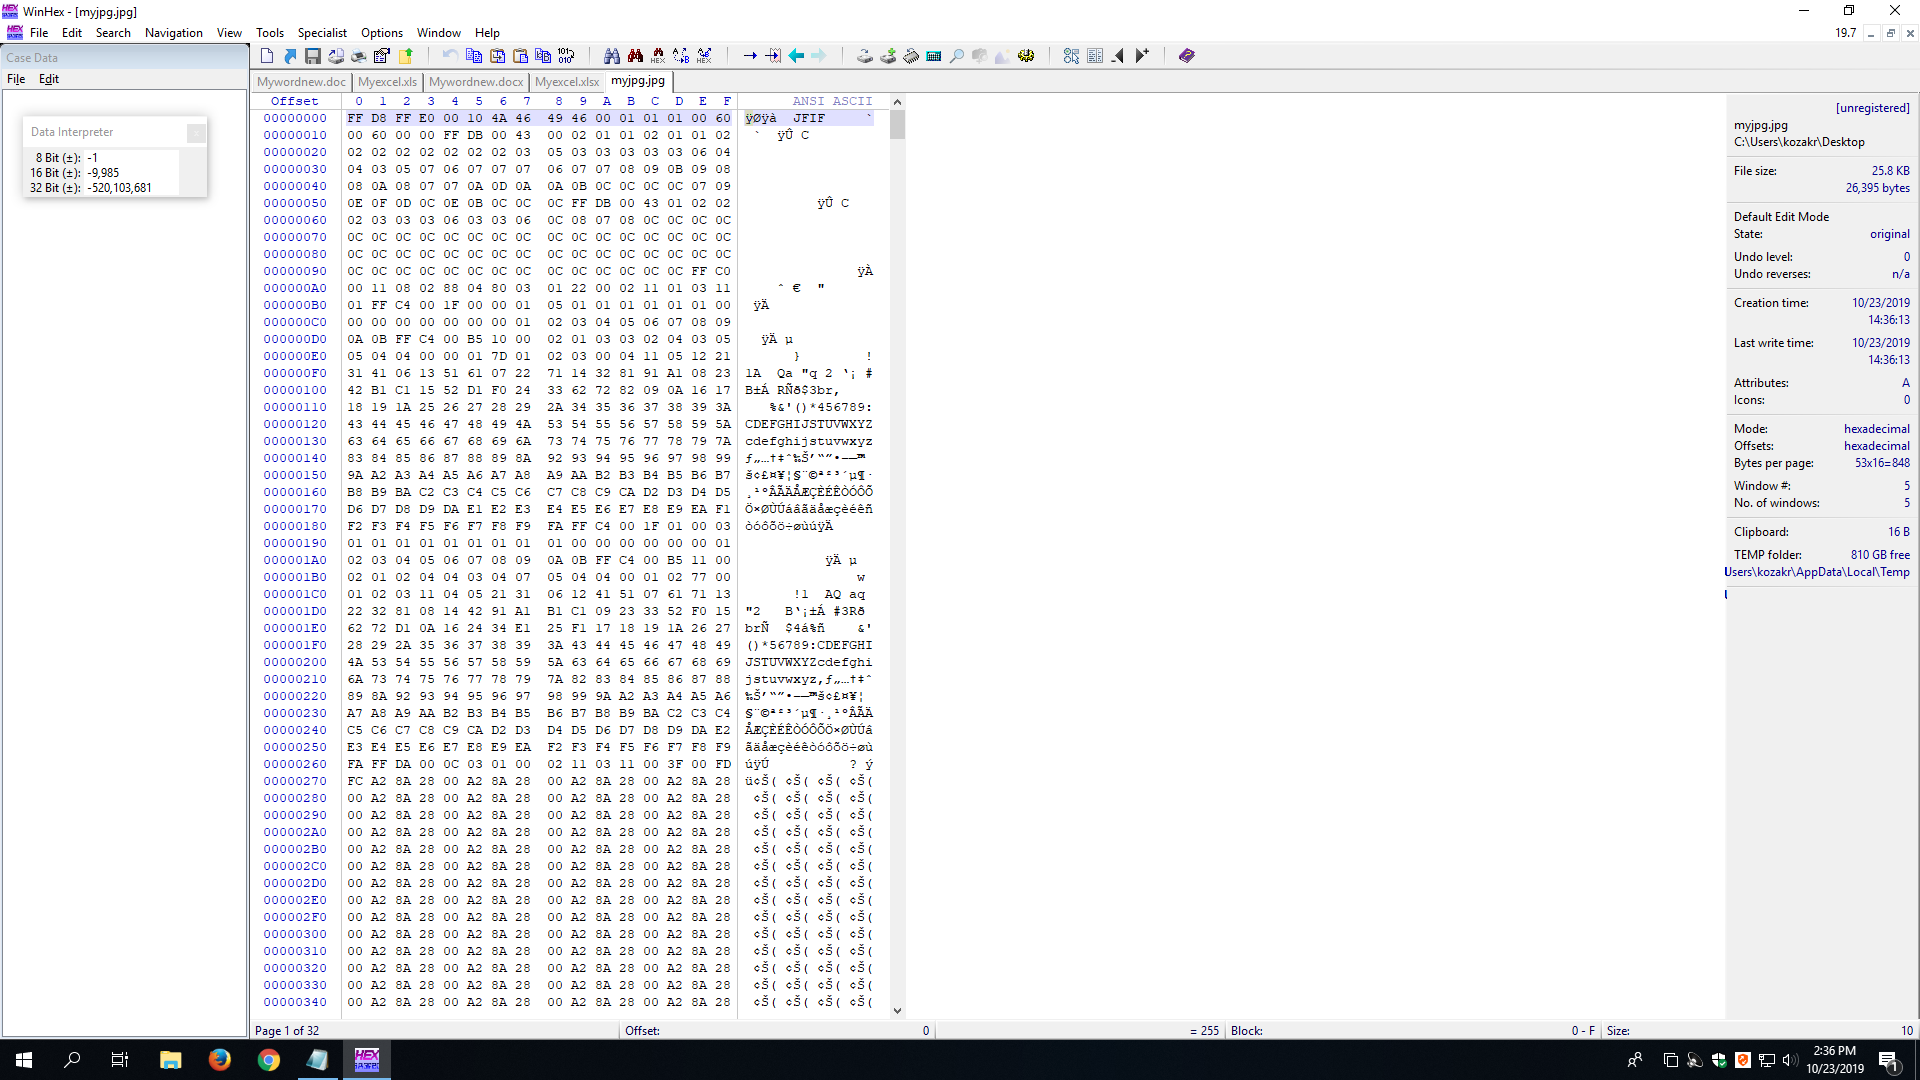 WinHex - [myjpg.jpg]
File Edit Search Navigation View Tools Specialist Options Window Help 19.7
Case Data
File Edit
Data Interpreter
8 Bit (±): -1
16 Bit (±): -9,985
32 Bit (±): -520,103,681
Mywordnew.doc Myexcel.xls Mywordnew.docx Myexcel.xlsx myjpg.jpg
Offset 0 1 2 3 4 5 6 7 8 9 A B C D E F ANSI ASCII
00000000 FF D8 FF E0 00 10 4A 46 49 46 00 01 01 01 00 60 ÿØÿà JFIF `
00000010 00 60 00 00 FF DB 00 43 00 02 01 01 02 01 01 02 ` ÿÛ C
00000020 02 02 02 02 02 02 02 03 05 03 03 03 03 03 06 04
00000030 04 03 05 07 06 07 07 07 06 07 07 08 09 0B 09 08
00000040 08 0A 08 07 07 0A 0D 0A 0A 0B 0C 0C 0C 0C 07 09
00000050 0E 0F 0D 0C 0E 0B 0C 0C 0C FF DB 00 43 01 02 02 ÿÛ C
00000060 02 03 03 03 06 03 03 06 0C 08 07 08 0C 0C 0C 0C
00000070 0C 0C 0C 0C 0C 0C 0C 0C 0C 0C 0C 0C 0C 0C 0C 0C
00000080 0C 0C 0C 0C 0C 0C 0C 0C 0C 0C 0C 0C 0C 0C 0C 0C
00000090 0C 0C 0C 0C 0C 0C 0C 0C 0C 0C 0C 0C 0C 0C FF C0 ÿÀ
000000A0 00 11 08 02 88 04 80 03 01 22 00 02 11 01 03 11 ˆ € "
000000B0 01 FF C4 00 1F 00 00 01 05 01 01 01 01 01 01 00 ÿÄ
000000C0 00 00 00 00 00 00 00 01 02 03 04 05 06 07 08 09
000000D0 0A 0B FF C4 00 B5 10 00 02 01 03 03 02 04 03 05 ÿÄ µ
000000E0 05 04 04 00 00 01 7D 01 02 03 00 04 11 05 12 21 } !
000000F0 31 41 06 13 51 61 07 22 71 14 32 81 91 A1 08 23 1A Qa "q 2 ‘¡ #
00000100 42 B1 C1 15 52 D1 F0 24 33 62 72 82 09 0A 16 17 B±Á RÑð$3br‚
00000110 18 19 1A 25 26 27 28 29 2A 34 35 36 37 38 39 3A %&'()*456789:
00000120 43 44 45 46 47 48 49 4A 53 54 55 56 57 58 59 5A CDEFGHIJSTUVWXYZ
00000130 63 64 65 66 67 68 69 6A 73 74 75 76 77 78 79 7A cdefghijstuvwxyz
00000140 83 84 85 86 87 88 89 8A 92 93 94 95 96 97 98 99 ƒ„…†‡ˆ‰Š’“”•–—˜™
00000150 9A A2 A3 A4 A5 A6 A7 A8 A9 AA B2 B3 B4 B5 B6 B7 š¢£¤¥¦§¨©ª²³´µ¶·
00000160 B8 B9 BA C2 C3 C4 C5 C6 C7 C8 C9 CA D2 D3 D4 D5 ¸¹ºÂÃÄÅÆÇÈÉÊÒÓÔÕ
00000170 D6 D7 D8 D9 DA E1 E2 E3 E4 E5 E6 E7 E8 E9 EA F1 Ö×ØÙÚáâãäåæçèéêñ
00000180 F2 F3 F4 F5 F6 F7 F8 F9 FA FF C4 00 1F 01 00 03 òóôõö÷øùúÿÄ
00000190 01 01 01 01 01 01 01 01 01 00 00 00 00 00 00 01
000001A0 02 03 04 05 06 07 08 09 0A 0B FF C4 00 B5 11 00 ÿÄ µ
000001B0 02 01 02 04 04 03 04 07 05 04 04 00 01 02 77 00 w
000001C0 01 02 03 11 04 05 21 31 06 12 41 51 07 61 71 13 !1 AQ aq
000001D0 22 32 81 08 14 42 91 A1 B1 C1 09 23 33 52 F0 15 "2 B‘¡±Á #3Rð
000001E0 62 72 D1 0A 16 24 34 E1 25 F1 17 18 19 1A 26 27 brÑ $4á%ñ &'
000001F0 28 29 2A 35 36 37 38 39 3A 43 44 45 46 47 48 49 ()*56789:CDEFGHI
00000200 4A 53 54 55 56 57 58 59 5A 63 64 65 66 67 68 69 JSTUVWXYZcdefghi
00000210 6A 73 74 75 76 77 78 79 7A 82 83 84 85 86 87 88 jstuvwxyz‚ƒ„…†‡ˆ
00000220 89 8A 92 93 94 95 96 97 98 99 9A A2 A3 A4 A5 A6 ‰Š’“”•–—˜™š¢£¤¥¦
00000230 A7 A8 A9 AA B2 B3 B4 B5 B6 B7 B8 B9 BA C2 C3 C4 §¨©ª²³´µ¶·¸¹ºÂÃÄ
00000240 C5 C6 C7 C8 C9 CA D2 D3 D4 D5 D6 D7 D8 D9 DA E2 ÅÆÇÈÉÊÒÓÔÕÖ×ØÙÚâ
00000250 E3 E4 E5 E6 E7 E8 E9 EA F2 F3 F4 F5 F6 F7 F8 F9 ãäåæçèéêòóôõö÷øù
00000260 FA FF DA 00 0C 03 01 00 02 11 03 11 00 3F 00 FD úÿÚ ? ý
00000270 FC A2 8A 28 00 A2 8A 28 00 A2 8A 28 00 A2 8A 28 ü¢Š( ¢Š( ¢Š( ¢Š(
00000280 00 A2 8A 28 00 A2 8A 28 00 A2 8A 28 00 A2 8A 28 ¢Š( ¢Š( ¢Š( ¢Š(
00000290 00 A2 8A 28 00 A2 8A 28 00 A2 8A 28 00 A2 8A 28 ¢Š( ¢Š( ¢Š( ¢Š(
000002A0 00 A2 8A 28 00 A2 8A 28 00 A2 8A 28 00 A2 8A 28 ¢Š( ¢Š( ¢Š( ¢Š(
000002B0 00 A2 8A 28 00 A2 8A 28 00 A2 8A 28 00 A2 8A 28 ¢Š( ¢Š( ¢Š( ¢Š(
000002C0 00 A2 8A 28 00 A2 8A 28 00 A2 8A 28 00 A2 8A 28 ¢Š( ¢Š( ¢Š( ¢Š(
000002D0 00 A2 8A 28 00 A2 8A 28 00 A2 8A 28 00 A2 8A 28 ¢Š( ¢Š( ¢Š( ¢Š(
000002E0 00 A2 8A 28 00 A2 8A 28 00 A2 8A 28 00 A2 8A 28 ¢Š( ¢Š( ¢Š( ¢Š(
000002F0 00 A2 8A 28 00 A2 8A 28 00 A2 8A 28 00 A2 8A 28 ¢Š( ¢Š( ¢Š( ¢Š(
00000300 00 A2 8A 28 00 A2 8A 28 00 A2 8A 28 00 A2 8A 28 ¢Š( ¢Š( ¢Š( ¢Š(
00000310 00 A2 8A 28 00 A2 8A 28 00 A2 8A 28 00 A2 8A 28 ¢Š( ¢Š( ¢Š( ¢Š(
00000320 00 A2 8A 28 00 A2 8A 28 00 A2 8A 28 00 A2 8A 28 ¢Š( ¢Š( ¢Š( ¢Š(
00000330 00 A2 8A 28 00 A2 8A 28 00 A2 8A 28 00 A2 8A 28 ¢Š( ¢Š( ¢Š( ¢Š(
00000340 00 A2 8A 28 00 A2 8A 28 00 A2 8A 28 00 A2 8A 28 ¢Š( ¢Š( ¢Š( ¢Š(
[unregistered]
myjpg.jpg
C:\Users\kozakr\Desktop
File size: 25.8 KB
26,395 bytes
Default Edit Mode
State: original
Undo level: 0
Undo reverses: n/a
Creation time: 10/23/2019
14:36:13
Last write time: 10/23/2019
14:36:13
Attributes: A
Icons: 0
Mode: hexadecimal
Offsets: hexadecimal
Bytes per page: 53x16=848
Window #: 5
No. of windows: 5
Clipboard: 16 B
TEMP folder: 810 GB free
Users\kozakr\AppData\Local\Temp
Page 1 of 32 Offset: 0 = 255 Block: 0 - F Size: 10
HEX
2:36 PM
10/23/2019
1